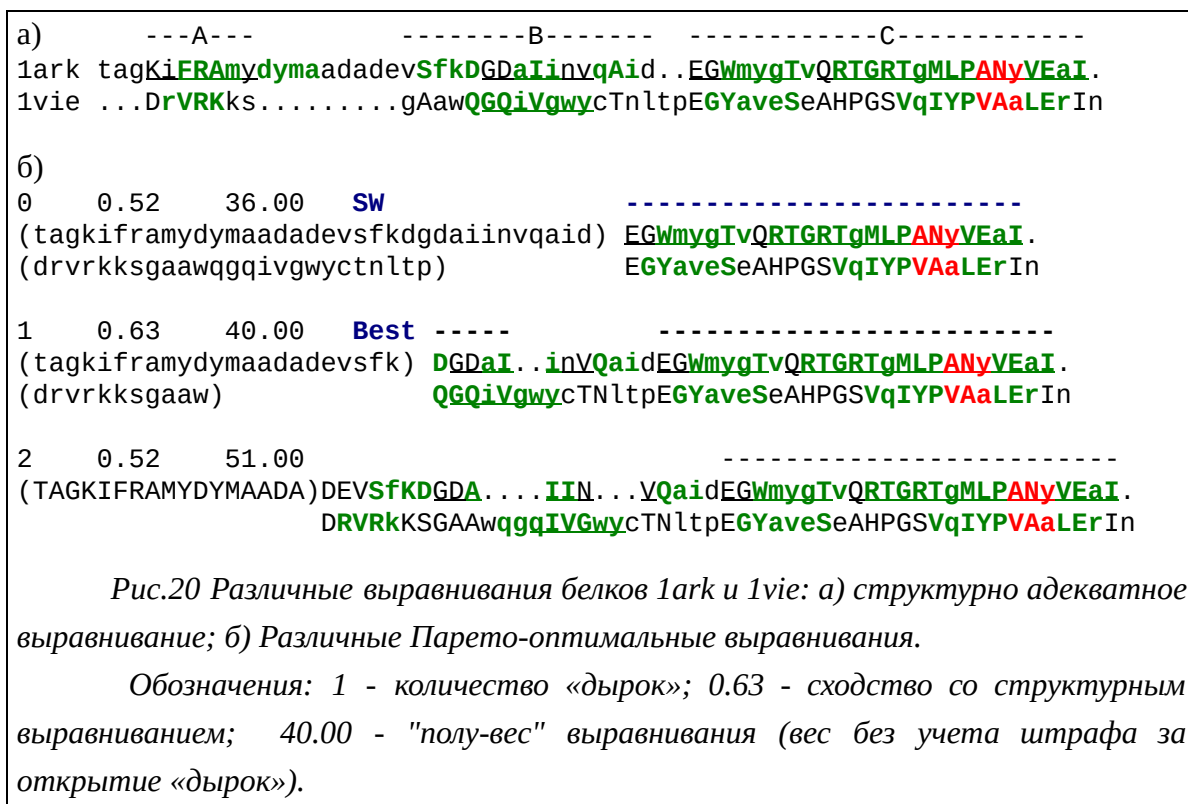 а)       ---A---           --------B-------  ------------C------------
1ark tagKiFRAmydymaadadevSfkDGDaIinvqAid..EGWmygTvQRTGRTgMLPANyVEaI.
1vie ...DrVRKks.........gAawQGQiVgwycTnltpEGYaveSeAHPGSVqIYPVAaLErIn
б)
0    0.52    36.00   SW                -------------------------
(tagkiframydymaadadevsfkdgdaiinvqaid) EGWmygTvQRTGRTgMLPANyVEaI.
(drvrkksgaawqgqivgwyctnltp)           EGYaveSeAHPGSVqIYPVAaLErIn
1    0.63    40.00   Best -----           -------------------------
(tagkiframydymaadadevsfk) DGDaI..inVQaidEGWmygTvQRTGRTgMLPANyVEaI.
(drvrkksgaaw)             QGQiVgwycTNltpEGYaveSeAHPGSVqIYPVAaLErIn
2    0.52    51.00                          -------------------------
(TAGKIFRAMYDYMAADA)DEVSfKDGDA....IIN...VQaidEGWmygTvQRTGRTgMLPANyVEaI.
DRVRkKSGAAwqgqIVGwycTNltpEGYaveSeAHPGSVqIYPVAaLErIn
Рис.20 Различные выравнивания белков 1ark и 1vie: а) структурно адекватное
выравнивание; б) Различные Парето-оптимальные выравнивания.
Обозначения: 1 - количество «дырок»; 0.63 - сходство со структурным
выравниванием; 40.00 - "полу-вес" выравнивания (вес без учета штрафа за
открытие «дырок»).